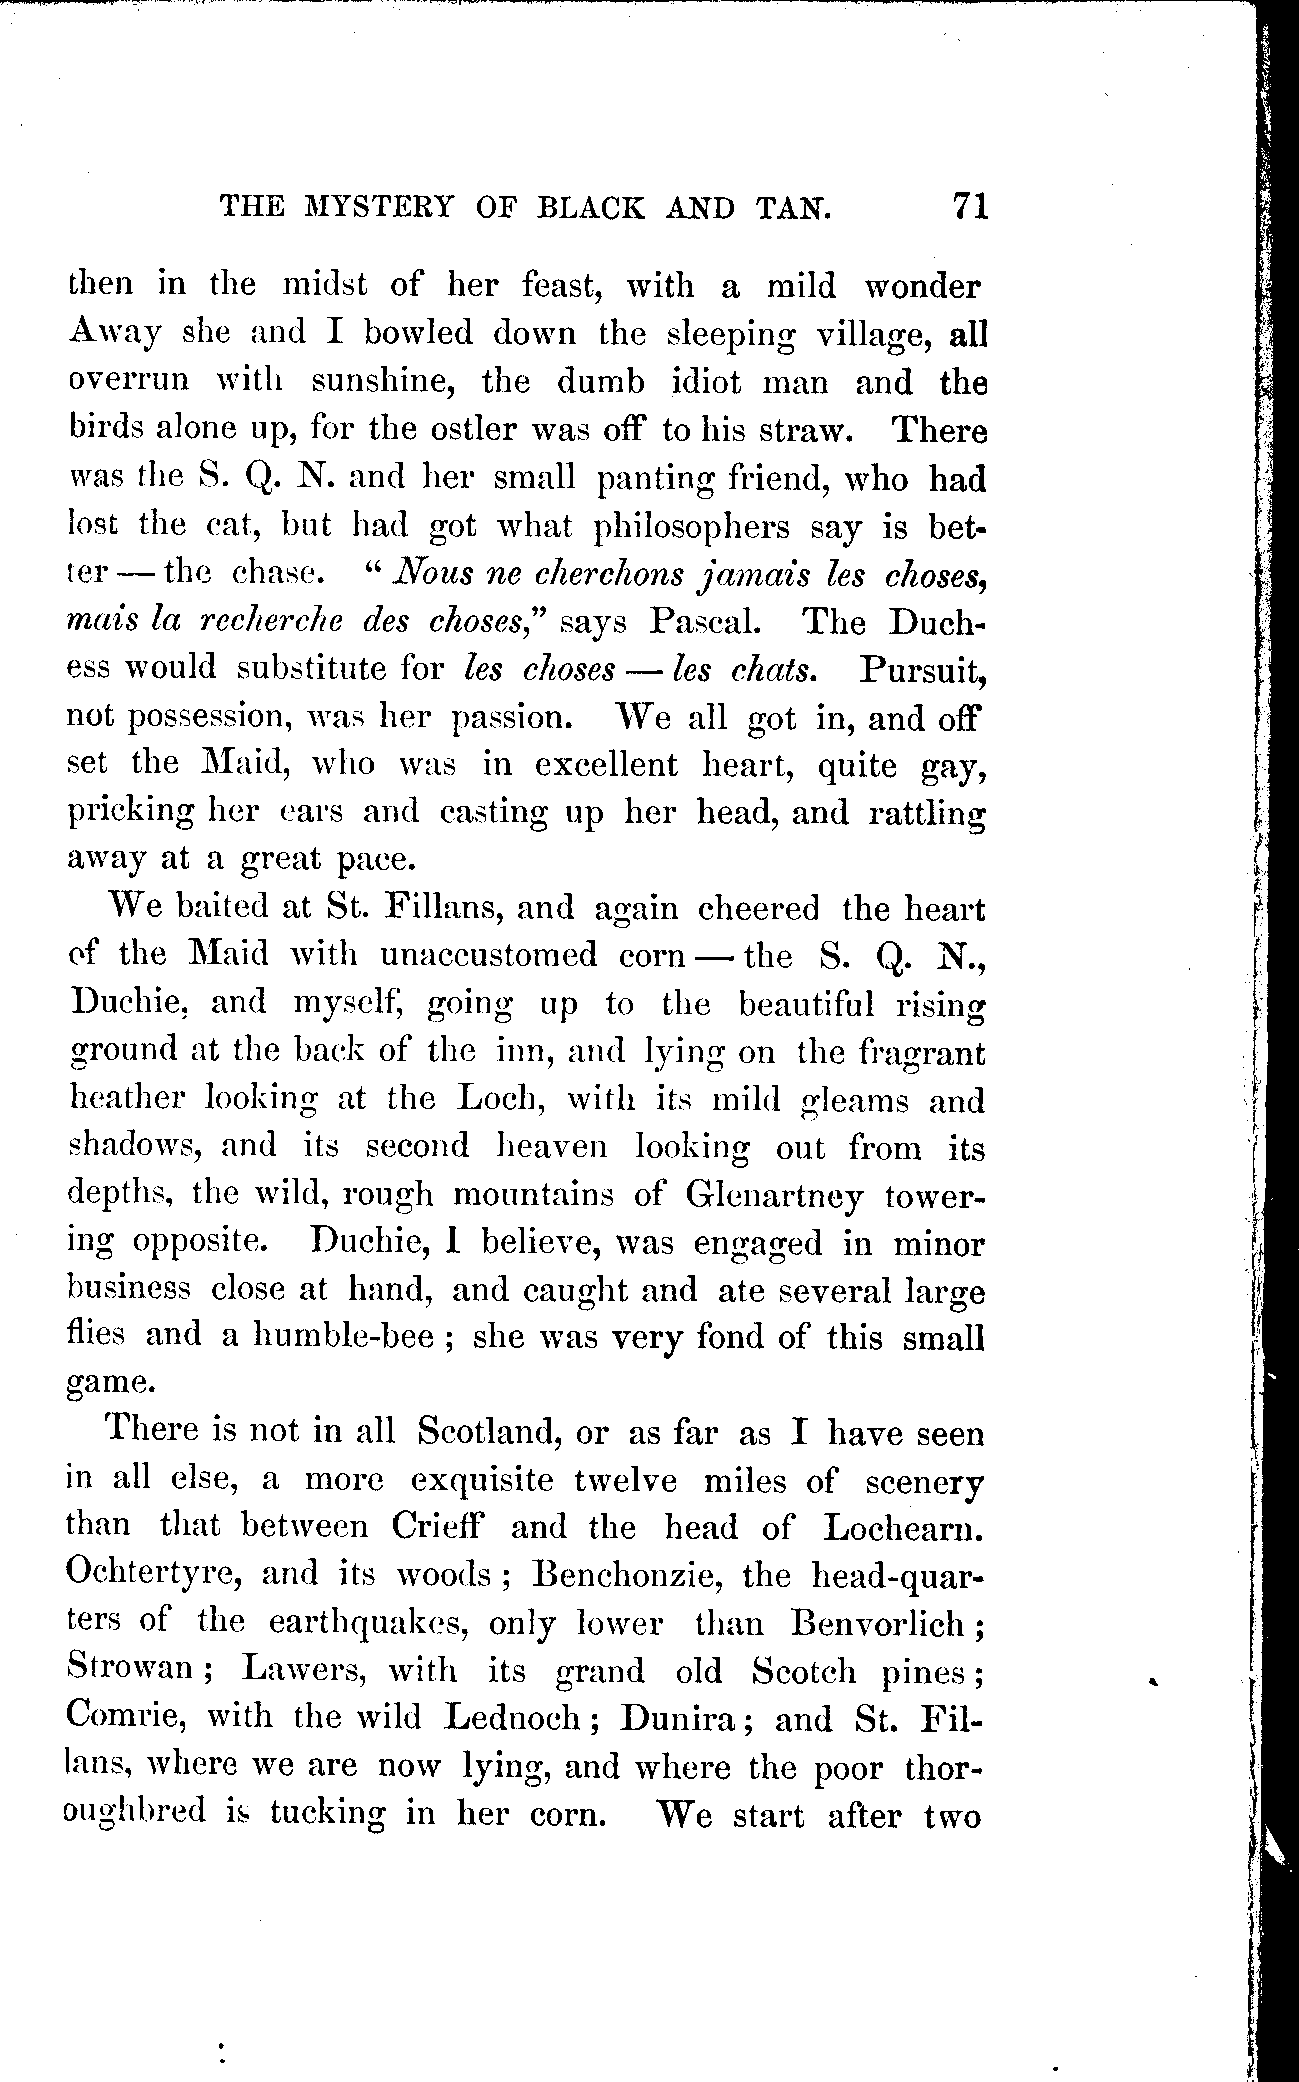 THE MYSTERY OF BLACK AND TAN. 71
then in the midst of her feast, with a mild wonder
Away she and I bowled down the sleeping village, all
overrun with sunshine, the dumb idiot man and the
birds alone up, for the ostler was off to his straw. There
was the S. Q. N. and her small panting friend, who had
lost the cat, but had got what philosophers say is bet-
ter — the chase. “ Nous ne cherchons jamais les choses,
mais la recherche des choses,” says Pascal. The Duch-
ess would substitute for les choses — les chats. Pursuit,
not possession, was her passion. We all got in, and off
set the Maid, who was in excellent heart, quite gay,
pricking her ears and casting up her head, and rattling
away at a great pace.
We baited at St. Fillans, and again cheered the heart
of the Maid with unaccustomed corn — the S. Q. N.,
Duchie, and myself, going up to the beautiful rising
ground at the back of the inn, and lying on the fragrant
heather looking at the Loch, with its mild gleams and
shadows, and its second heaven looking out from its
depths, the wild, rough mountains of Glenartney tower-
ing opposite. Duchie, I believe, was engaged in minor
business close at hand, and caught and ate several large
flies and a humble-bee ; she was very fond of this small
game.
There is not in all Scotland, or as far as I have seen
in all else, a more exquisite twelve miles of scenery
than that between Crieff and the head of Lochearn.
Ochtertyre, and its woods ; Benchonzie, the head-quar-
ters of the earthquakes, only lower than Benvorlich ;
Strowan ; Lawers, with its grand old Scotch pines ;
Comrie, with the wild Lednoch ; Dunira ; and St. Fil-
lans, where we are now lying, and where the poor thor-
oughbred is tucking in her corn. We start after two